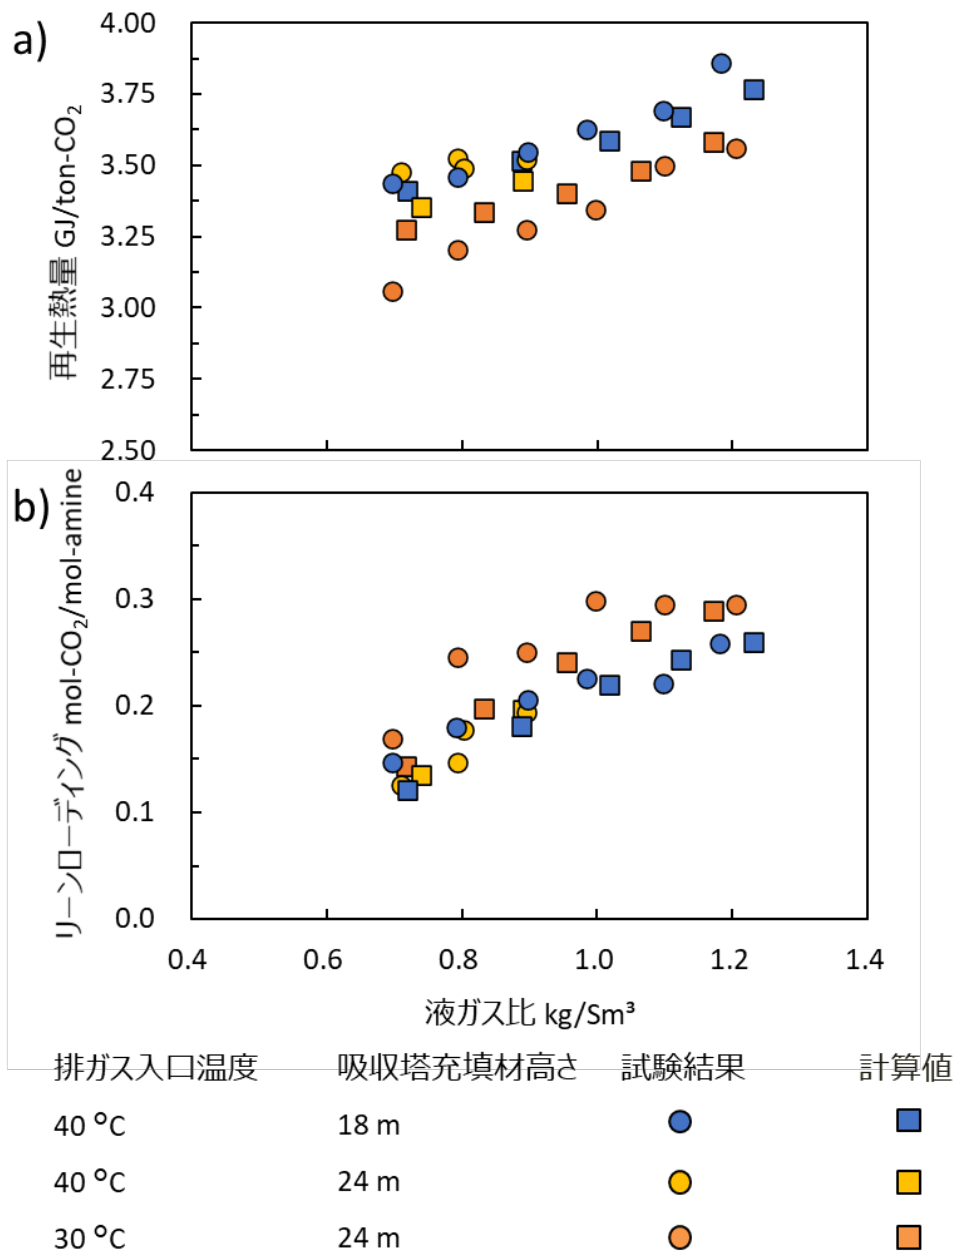 a)
再生熱量 GJ/ton-CO₂
4.00
3.75
3.50
3.25
3.00
2.75
2.50
b)
リーンローディング mol-CO₂/mol-amine
0.4
0.3
0.2
0.1
0.0
0.4 0.6 0.8 1.0 1.2 1.4
液ガス比 kg/Sm³
排ガス入口温度 吸収塔充填材高さ 試験結果 計算値
40 °C 18 m
40 °C 24 m
30 °C 24 m